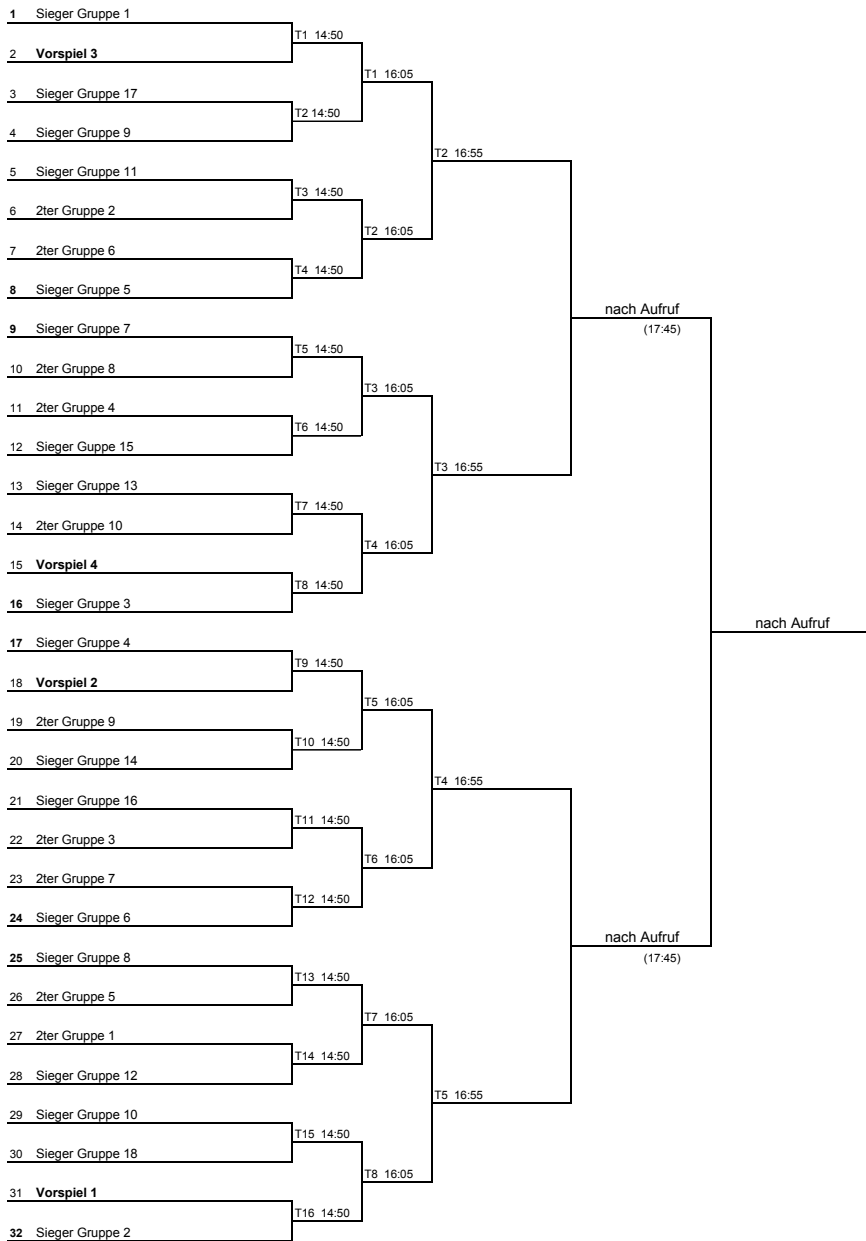 1 Sieger Gruppe 1
T1 14:50
2 Vorspiel 3
T1 16:05
3 Sieger Gruppe 17
T2 14:50
4 Sieger Gruppe 9
T2 16:55
5 Sieger Gruppe 11
T3 14:50
6 2ter Gruppe 2
T2 16:05
7 2ter Gruppe 6
T4 14:50
8 Sieger Gruppe 5
nach Aufruf
(17:45)
9 Sieger Gruppe 7
T5 14:50
10 2ter Gruppe 8
T3 16:05
11 2ter Gruppe 4
T6 14:50
12 Sieger Guppe 15
T3 16:55
13 Sieger Gruppe 13
T7 14:50
14 2ter Gruppe 10
T4 16:05
15 Vorspiel 4
T8 14:50
16 Sieger Gruppe 3
nach Aufruf
17 Sieger Gruppe 4
T9 14:50
18 Vorspiel 2
T5 16:05
19 2ter Gruppe 9
T10 14:50
20 Sieger Gruppe 14
T4 16:55
21 Sieger Gruppe 16
T11 14:50
22 2ter Gruppe 3
T6 16:05
23 2ter Gruppe 7
T12 14:50
24 Sieger Gruppe 6
nach Aufruf
(17:45)
25 Sieger Gruppe 8
T13 14:50
26 2ter Gruppe 5
T7 16:05
27 2ter Gruppe 1
T14 14:50
28 Sieger Gruppe 12
T5 16:55
29 Sieger Gruppe 10
T15 14:50
30 Sieger Gruppe 18
T8 16:05
31 Vorspiel 1
T16 14:50
32 Sieger Gruppe 2